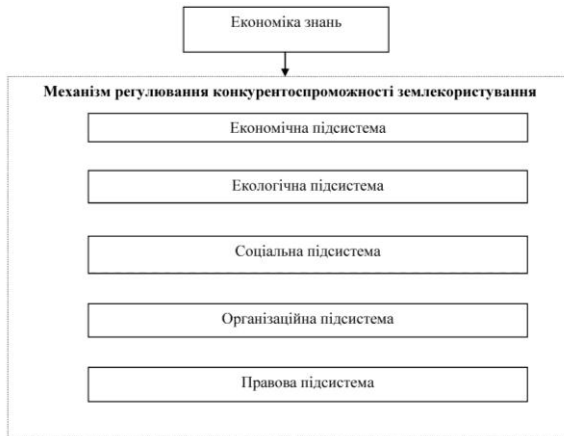 Економіка знань
Механізм регулювання конкурентоспроможності землекористування
Економічна підсистема
Екологічна підсистема
Соціальна підсистема
Організаційна підсистема
Правова підсистема